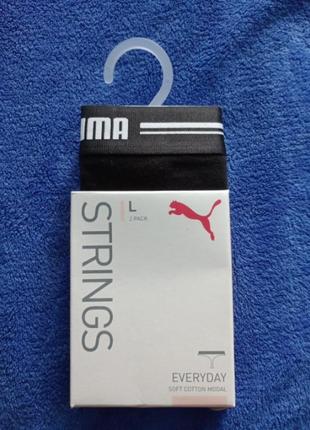 UMA
L
2 PACK
STRINGS
EVERYDAY
SOFT COTTON MODAL